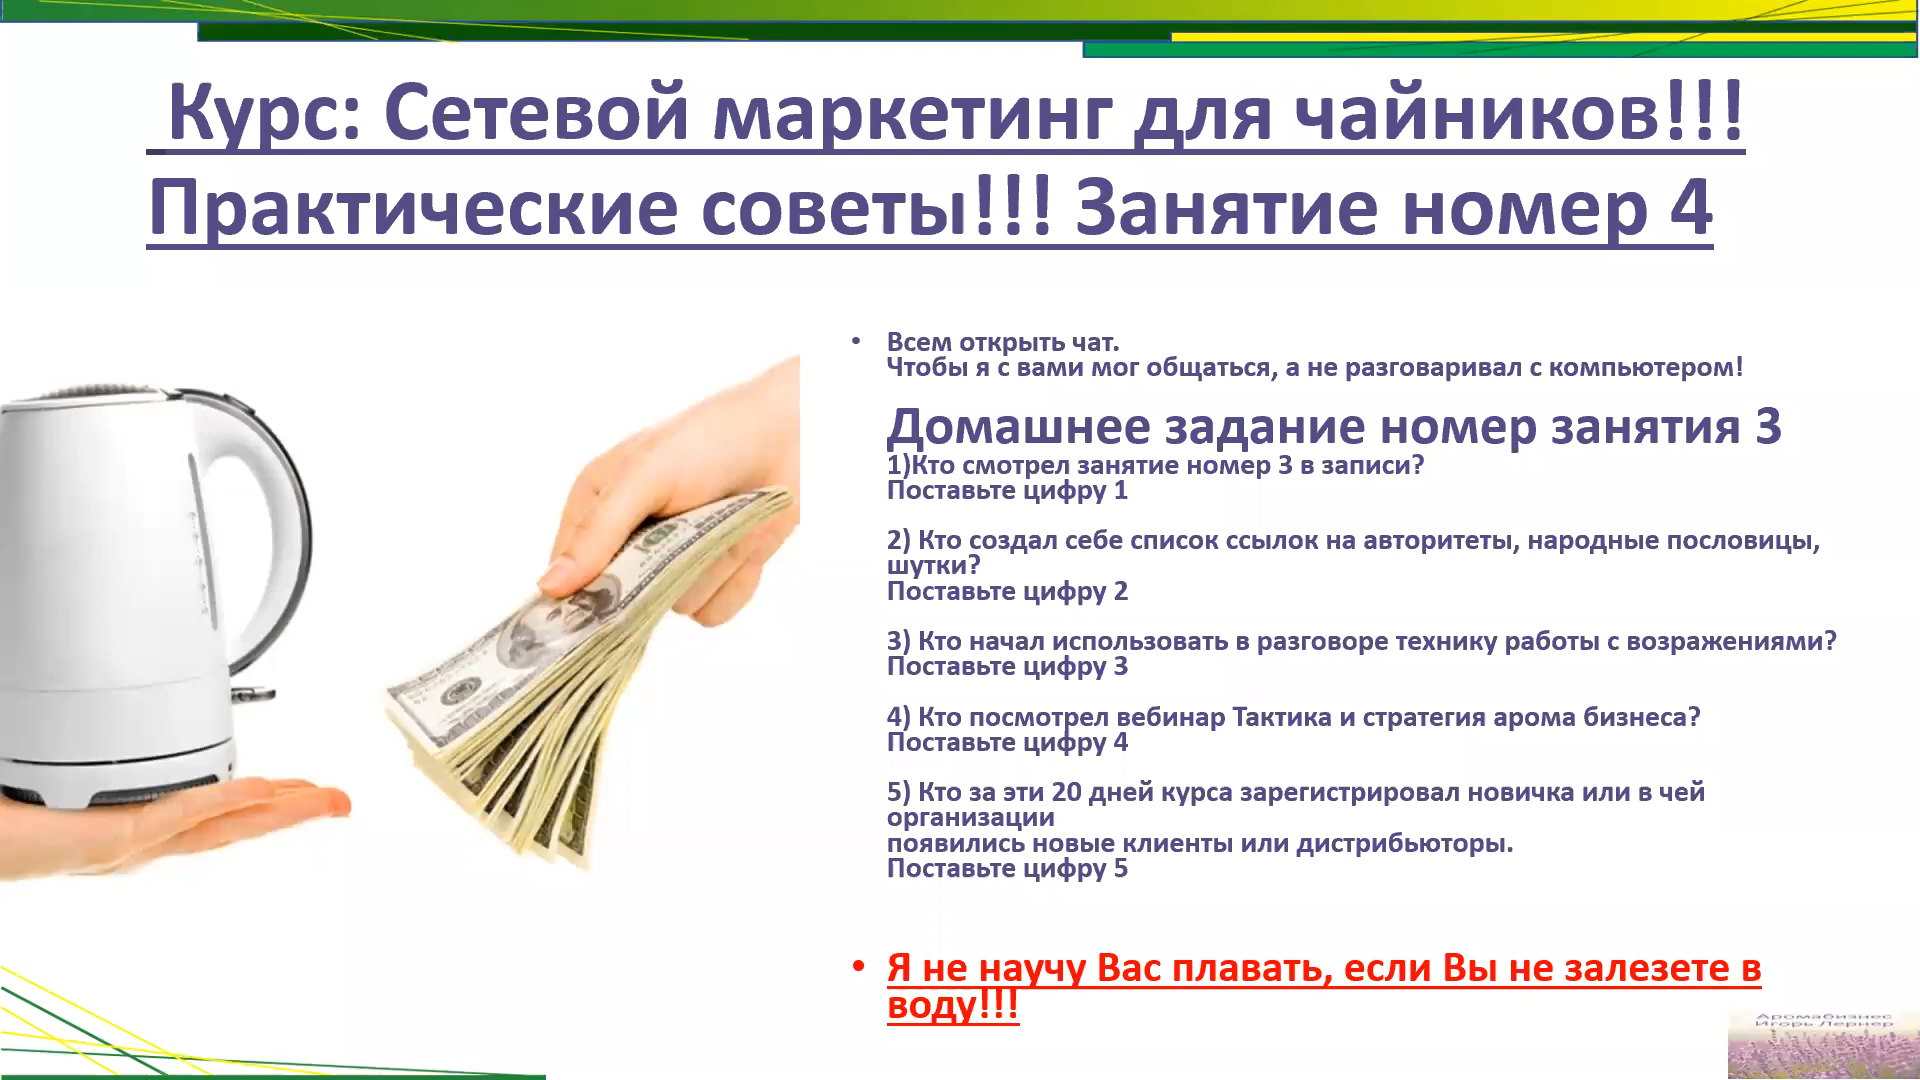 Курс: Сетевой маркетинг для чайников!!!
Практические советы!!! Занятие номер 4
• Всем открыть чат.
Чтобы я с вами мог общаться, а не разговаривал с компьютером!
Домашнее задание номер занятия 3
1)Кто смотрел занятие номер 3 в записи?
Поставьте цифру 1
2) Кто создал себе список ссылок на авторитеты, народные пословицы,
шутки?
Поставьте цифру 2
3) Кто начал использовать в разговоре технику работы с возражениями?
Поставьте цифру 3
4) Кто посмотрел вебинар Тактика и стратегия арома бизнеса?
Поставьте цифру 4
5) Кто за эти 20 дней курса зарегистрировал новичка или в чей
организации
появились новые клиенты или дистрибьюторы.
Поставьте цифру 5
• Я не научу Вас плавать, если Вы не залезете в
воду!!!
Аромабизнес
Игорь Лернер